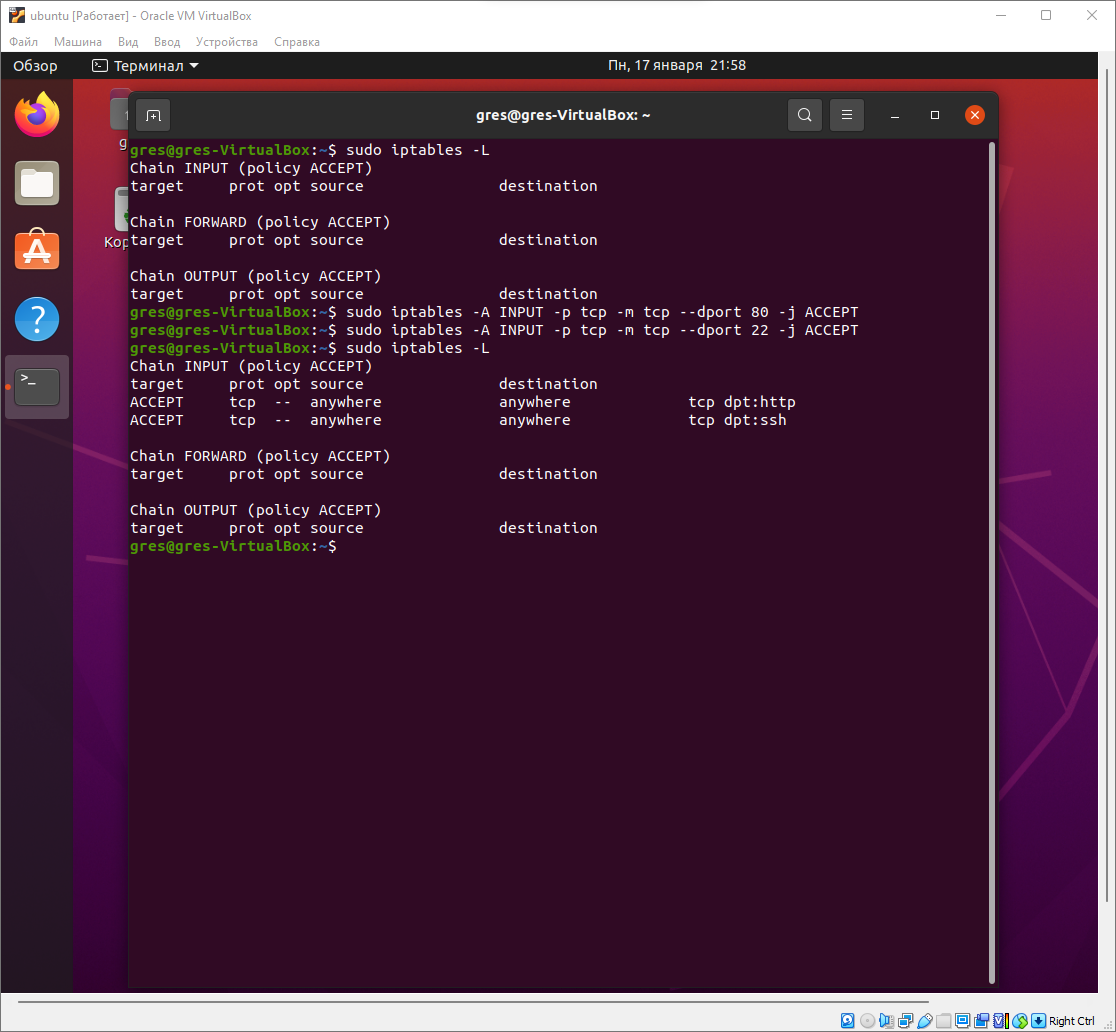 ubuntu [Работает] - Oracle VM VirtualBox
Файл Машина Вид Ввод Устройства Справка
Обзор Терминал Пн, 17 января 21:58
gres@gres-VirtualBox: ~
gres@gres-VirtualBox:~$ sudo iptables -L
Chain INPUT (policy ACCEPT)
target     prot opt source               destination
Chain FORWARD (policy ACCEPT)
target     prot opt source               destination
Chain OUTPUT (policy ACCEPT)
target     prot opt source               destination
gres@gres-VirtualBox:~$ sudo iptables -A INPUT -p tcp -m tcp --dport 80 -j ACCEPT
gres@gres-VirtualBox:~$ sudo iptables -A INPUT -p tcp -m tcp --dport 22 -j ACCEPT
gres@gres-VirtualBox:~$ sudo iptables -L
Chain INPUT (policy ACCEPT)
target     prot opt source               destination
ACCEPT     tcp  --  anywhere             anywhere             tcp dpt:http
ACCEPT     tcp  --  anywhere             anywhere             tcp dpt:ssh
Chain FORWARD (policy ACCEPT)
target     prot opt source               destination
Chain OUTPUT (policy ACCEPT)
target     prot opt source               destination
gres@gres-VirtualBox:~$
Right Ctrl